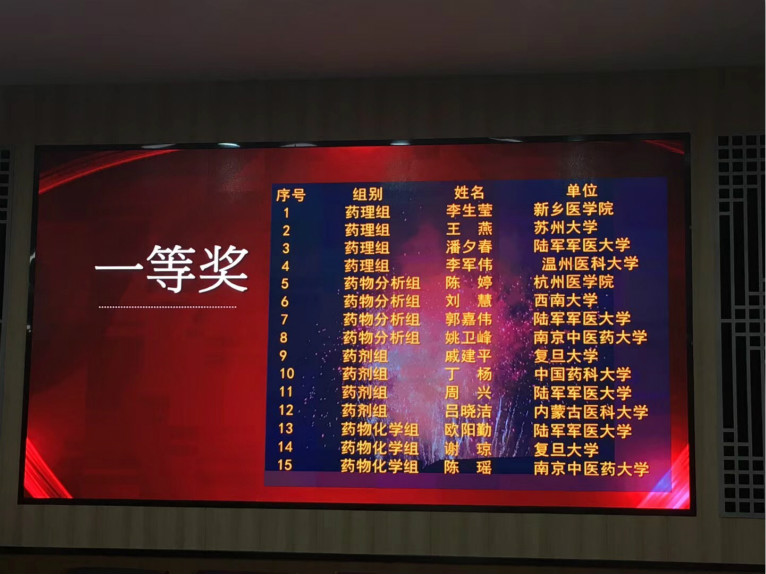 一等奖
序号 组别 姓名 单位
1 药理组 李生莹 新乡医学院
2 药理组 王 燕 苏州大学
3 药理组 潘夕春 陆军军医大学
4 药理组 李军伟 温州医科大学
5 药物分析组 陈 婷 杭州医学院
6 药物分析组 刘 慧 西南大学
7 药物分析组 郭嘉伟 陆军军医大学
8 药物分析组 姚卫峰 南京中医药大学
9 药剂组 戚建平 复旦大学
10 药剂组 丁 杨 中国药科大学
11 药剂组 周 兴 陆军军医大学
12 药剂组 吕晓洁 内蒙古医科大学
13 药物化学组 欧阳勤 陆军军医大学
14 药物化学组 谢 琼 复旦大学
15 药物化学组 陈 瑶 南京中医药大学